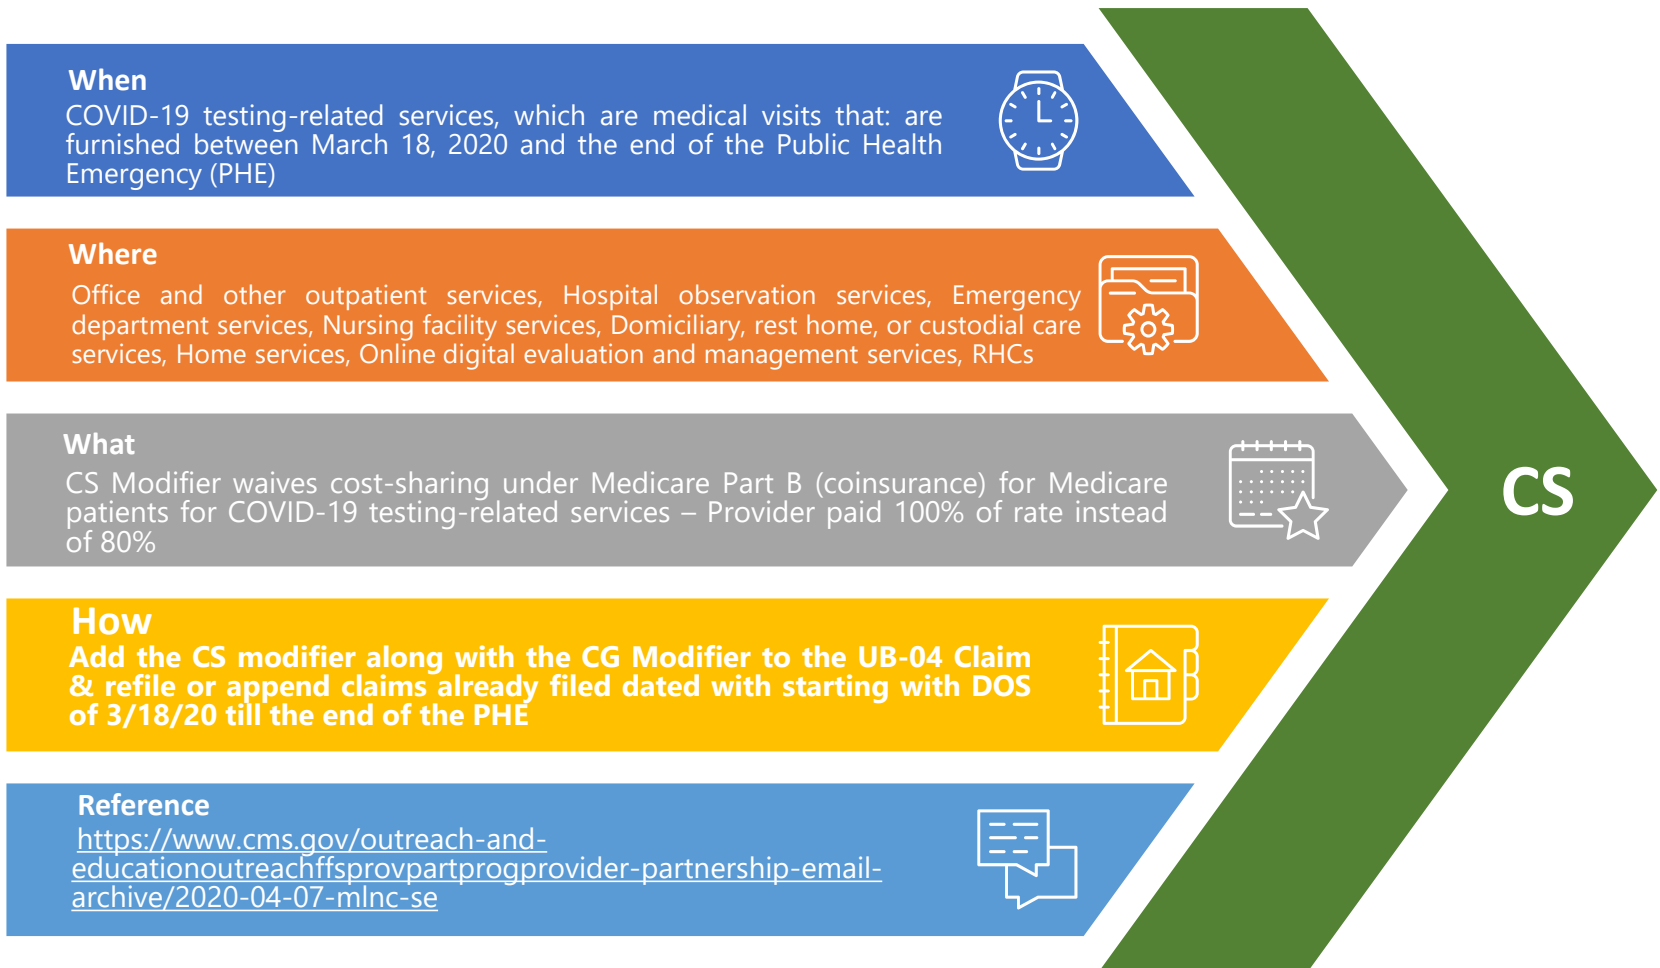 When
COVID-19 testing-related services, which are medical visits that: are
furnished between March 18, 2020 and the end of the Public Health
Emergency (PHE)
Where
Office and other outpatient services, Hospital observation services, Emergency
department services, Nursing facility services, Domiciliary, rest home, or custodial care
services, Home services, Online digital evaluation and management services, RHCs
What
CS Modifier waives cost-sharing under Medicare Part B (coinsurance) for Medicare
patients for COVID-19 testing-related services – Provider paid 100% of rate instead
of 80%
How
Add the CS modifier along with the CG Modifier to the UB-04 Claim
& refile or append claims already filed dated with starting with DOS
of 3/18/20 till the end of the PHE
Reference
https://www.cms.gov/outreach-and-
educationoutreachffsprovpartprogprovider-partnership-email-
archive/2020-04-07-mlnc-se
CS